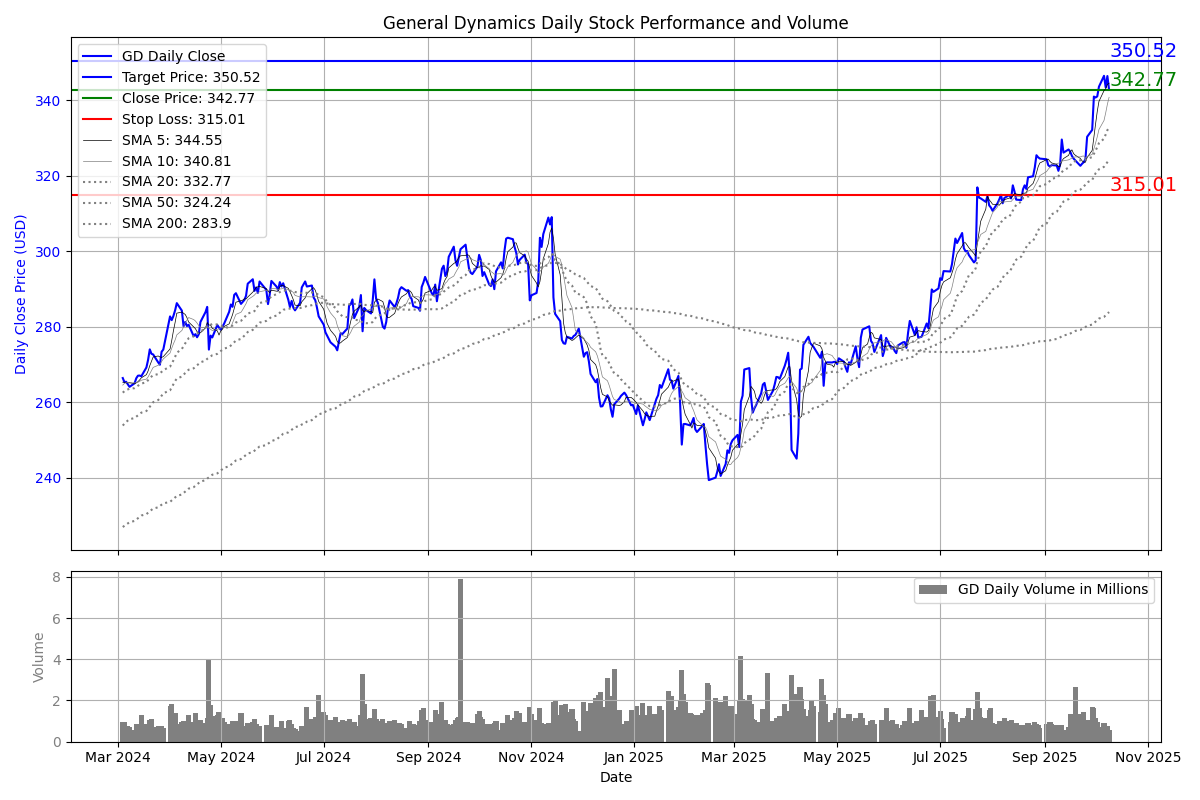 General Dynamics Daily Stock Performance and Volume
GD Daily Close
Target Price: 350.52
Close Price: 342.77
Stop Loss: 315.01
SMA 5: 344.55
SMA 10: 340.81
SMA 20: 332.77
SMA 50: 324.24
SMA 200: 283.9
350.52
342.77
315.01
340
320
300
280
260
240
Daily Close Price (USD)
GD Daily Volume in Millions
8
6
4
2
0
Volume
Mar 2024
May 2024
Jul 2024
Sep 2024
Nov 2024
Jan 2025
Mar 2025
May 2025
Jul 2025
Sep 2025
Nov 2025
Date